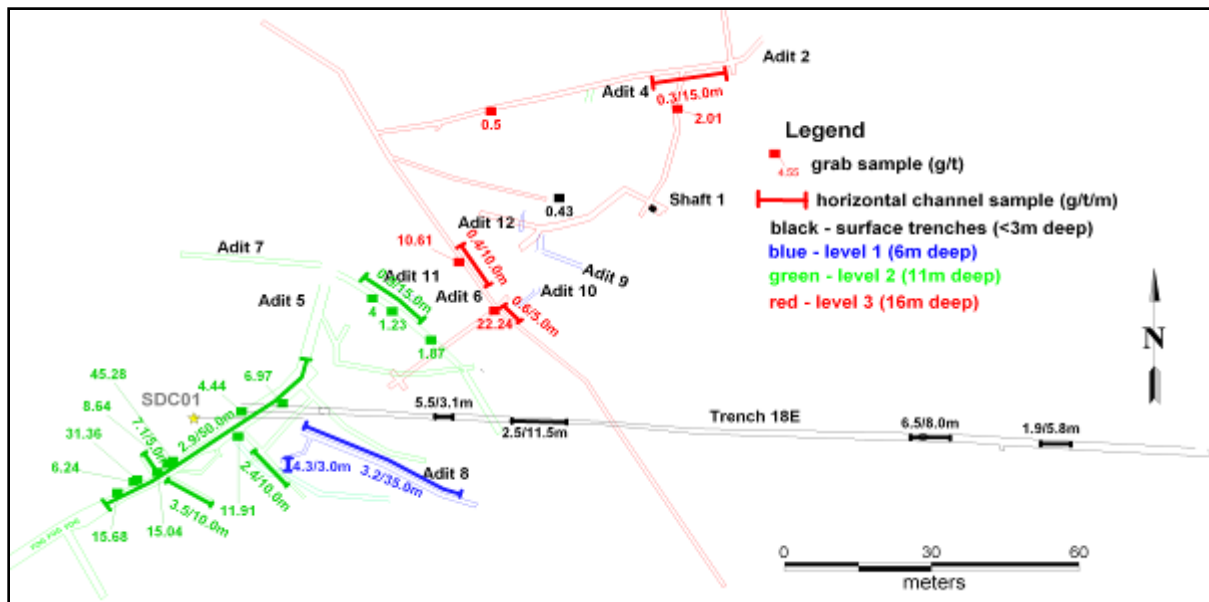 Adit 2
Adit 4
0.3/15.0m
0.5
2.01
Legend
4.55
grab sample (g/t)
horizontal channel sample (g/t/m)
black - surface trenches (<3m deep)
blue - level 1 (6m deep)
green - level 2 (11m deep)
red - level 3 (16m deep)
0.43
Shaft 1
Adit 12
Adit 7
10.61
0.4/10.0m
Adit 9
Adit 11
Adit 10
Adit 5
Adit 6
0.6/5.0m
4
1.23
22.24
1.87
N
45.28
4.44
6.97
SDC01
8.64
5.5/3.1m
Trench 18E
6.5/8.0m
1.9/5.8m
31.36
7.1/5.0m
2.9/50.0m
2.5/11.5m
6.24
4.3/3.0m
3.2/35.0m
Adit 8
2.4/10.0m
3.5/10.0m
11.91
15.68
15.04
0
30
60
meters